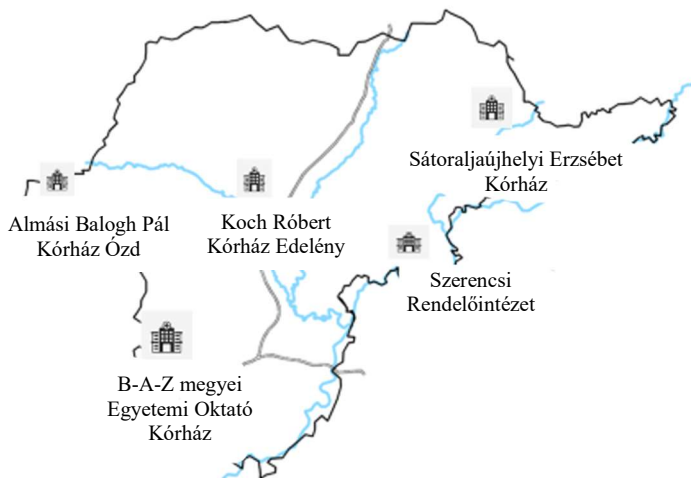 Sátoraljaújhelyi Erzsébet
Kórház
Almási Balogh Pál
Kórház Ózd
Koch Róbert
Kórház Edelény
Szerencsi
Rendelőintézet
B-A-Z megyei
Egyetemi Oktató
Kórház